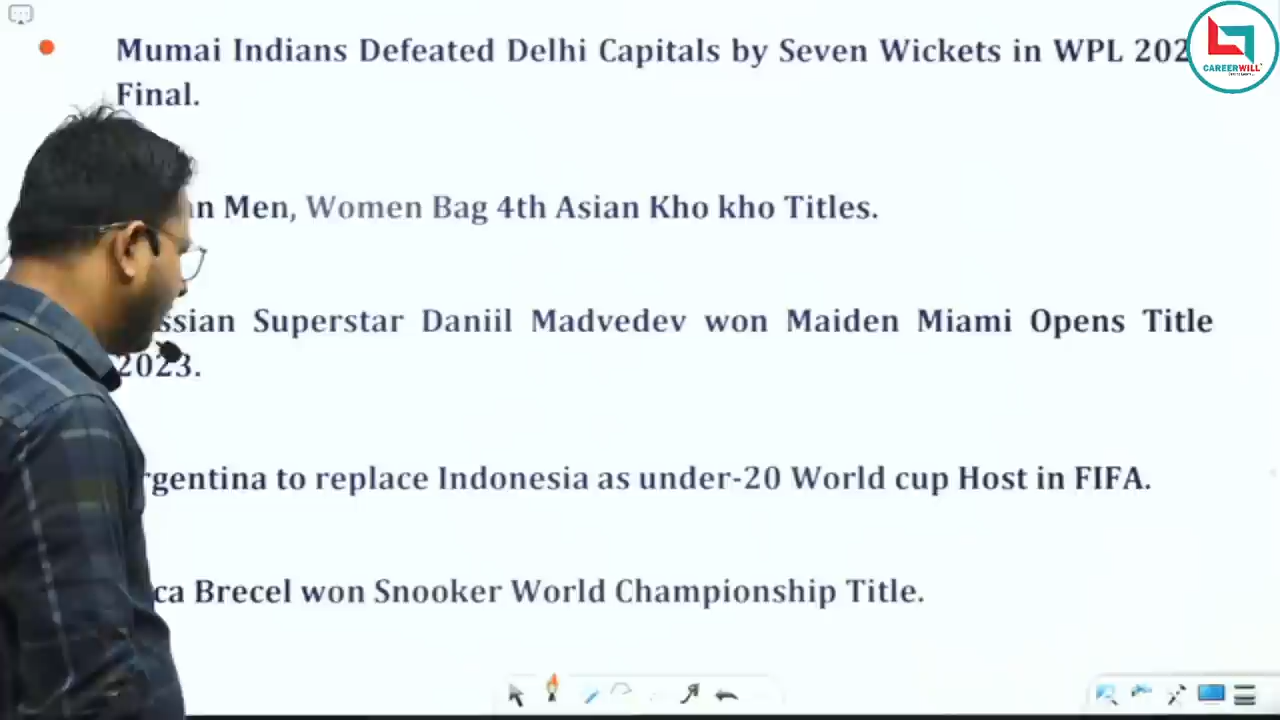 Mumai Indians Defeated Delhi Capitals by Seven Wickets in WPL 202
Final.
CAREERWILL
n Men, Women Bag 4th Asian Kho kho Titles.
ssian Superstar Daniil Madvedev won Maiden Miami Opens Title
2023.
rgentina to replace Indonesia as under-20 World cup Host in FIFA.
ca Brecel won Snooker World Championship Title.